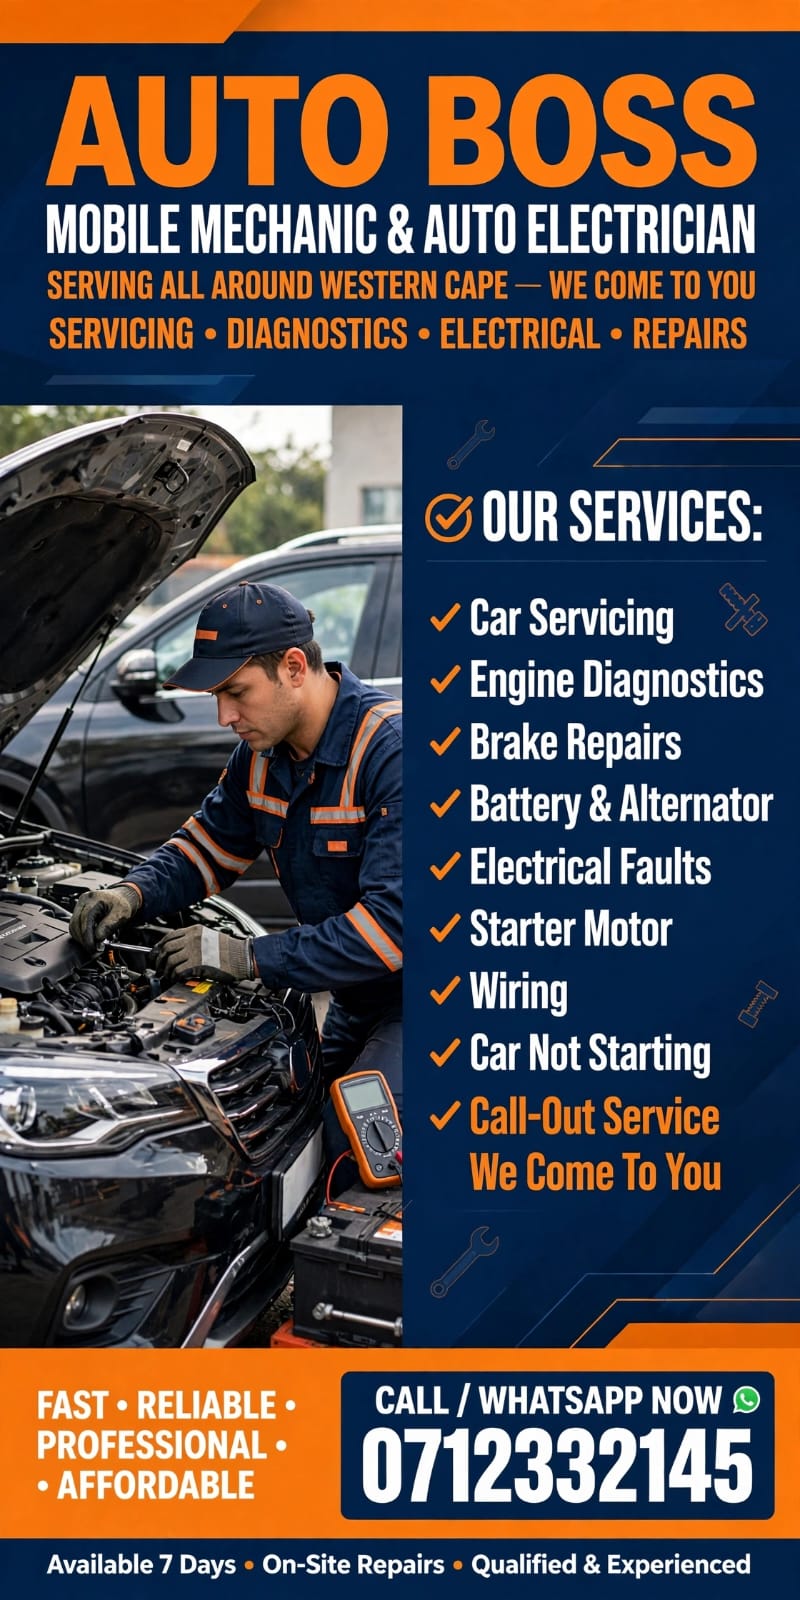 AUTO BOSS
MOBILE MECHANIC & AUTO ELECTRICIAN
SERVING ALL AROUND WESTERN CAPE — WE COME TO YOU
SERVICING • DIAGNOSTICS • ELECTRICAL • REPAIRS
OUR SERVICES:
Car Servicing
Engine Diagnostics
Brake Repairs
Battery & Alternator
Electrical Faults
Starter Motor
Wiring
Car Not Starting
Call-Out Service
We Come To You
FAST • RELIABLE •
PROFESSIONAL •
• AFFORDABLE
CALL / WHATSAPP NOW
0712332145
Available 7 Days • On-Site Repairs • Qualified & Experienced